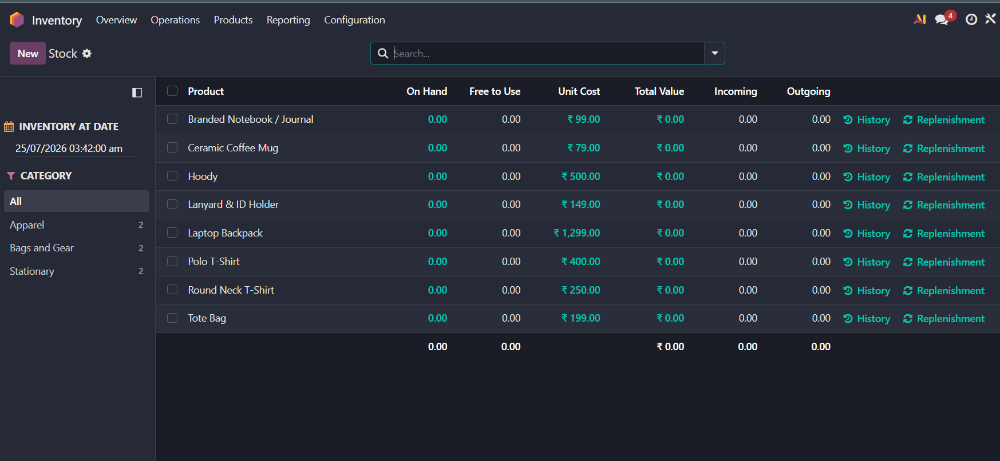 Inventory Overview Operations Products Reporting Configuration AI 4
New Stock Search...
Product On Hand Free to Use Unit Cost Total Value Incoming Outgoing
INVENTORY AT DATE
25/07/2026 03:42:00 am
CATEGORY
All
Apparel 2
Bags and Gear 2
Stationary 2
Branded Notebook / Journal 0.00 0.00 ₹ 99.00 ₹ 0.00 0.00 0.00 History Replenishment
Ceramic Coffee Mug 0.00 0.00 ₹ 79.00 ₹ 0.00 0.00 0.00 History Replenishment
Hoody 0.00 0.00 ₹ 500.00 ₹ 0.00 0.00 0.00 History Replenishment
Lanyard & ID Holder 0.00 0.00 ₹ 149.00 ₹ 0.00 0.00 0.00 History Replenishment
Laptop Backpack 0.00 0.00 ₹ 1,299.00 ₹ 0.00 0.00 0.00 History Replenishment
Polo T-Shirt 0.00 0.00 ₹ 400.00 ₹ 0.00 0.00 0.00 History Replenishment
Round Neck T-Shirt 0.00 0.00 ₹ 250.00 ₹ 0.00 0.00 0.00 History Replenishment
Tote Bag 0.00 0.00 ₹ 199.00 ₹ 0.00 0.00 0.00 History Replenishment
0.00 0.00 ₹ 0.00 0.00 0.00